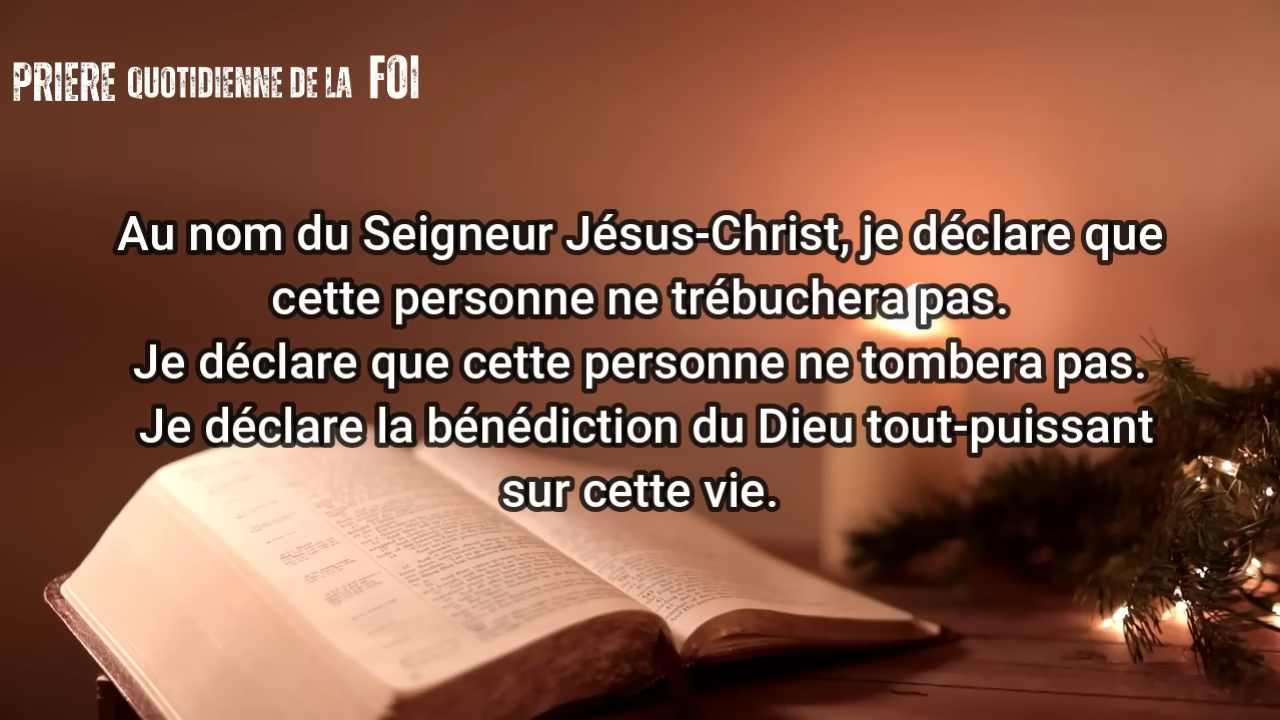 PRIERE QUOTIDIENNE DE LA FOI
Au nom du Seigneur Jésus-Christ, je déclare que
cette personne ne trébuchera pas.
Je déclare que cette personne ne tombera pas.
Je déclare la bénédiction du Dieu tout-puissant
sur cette vie.